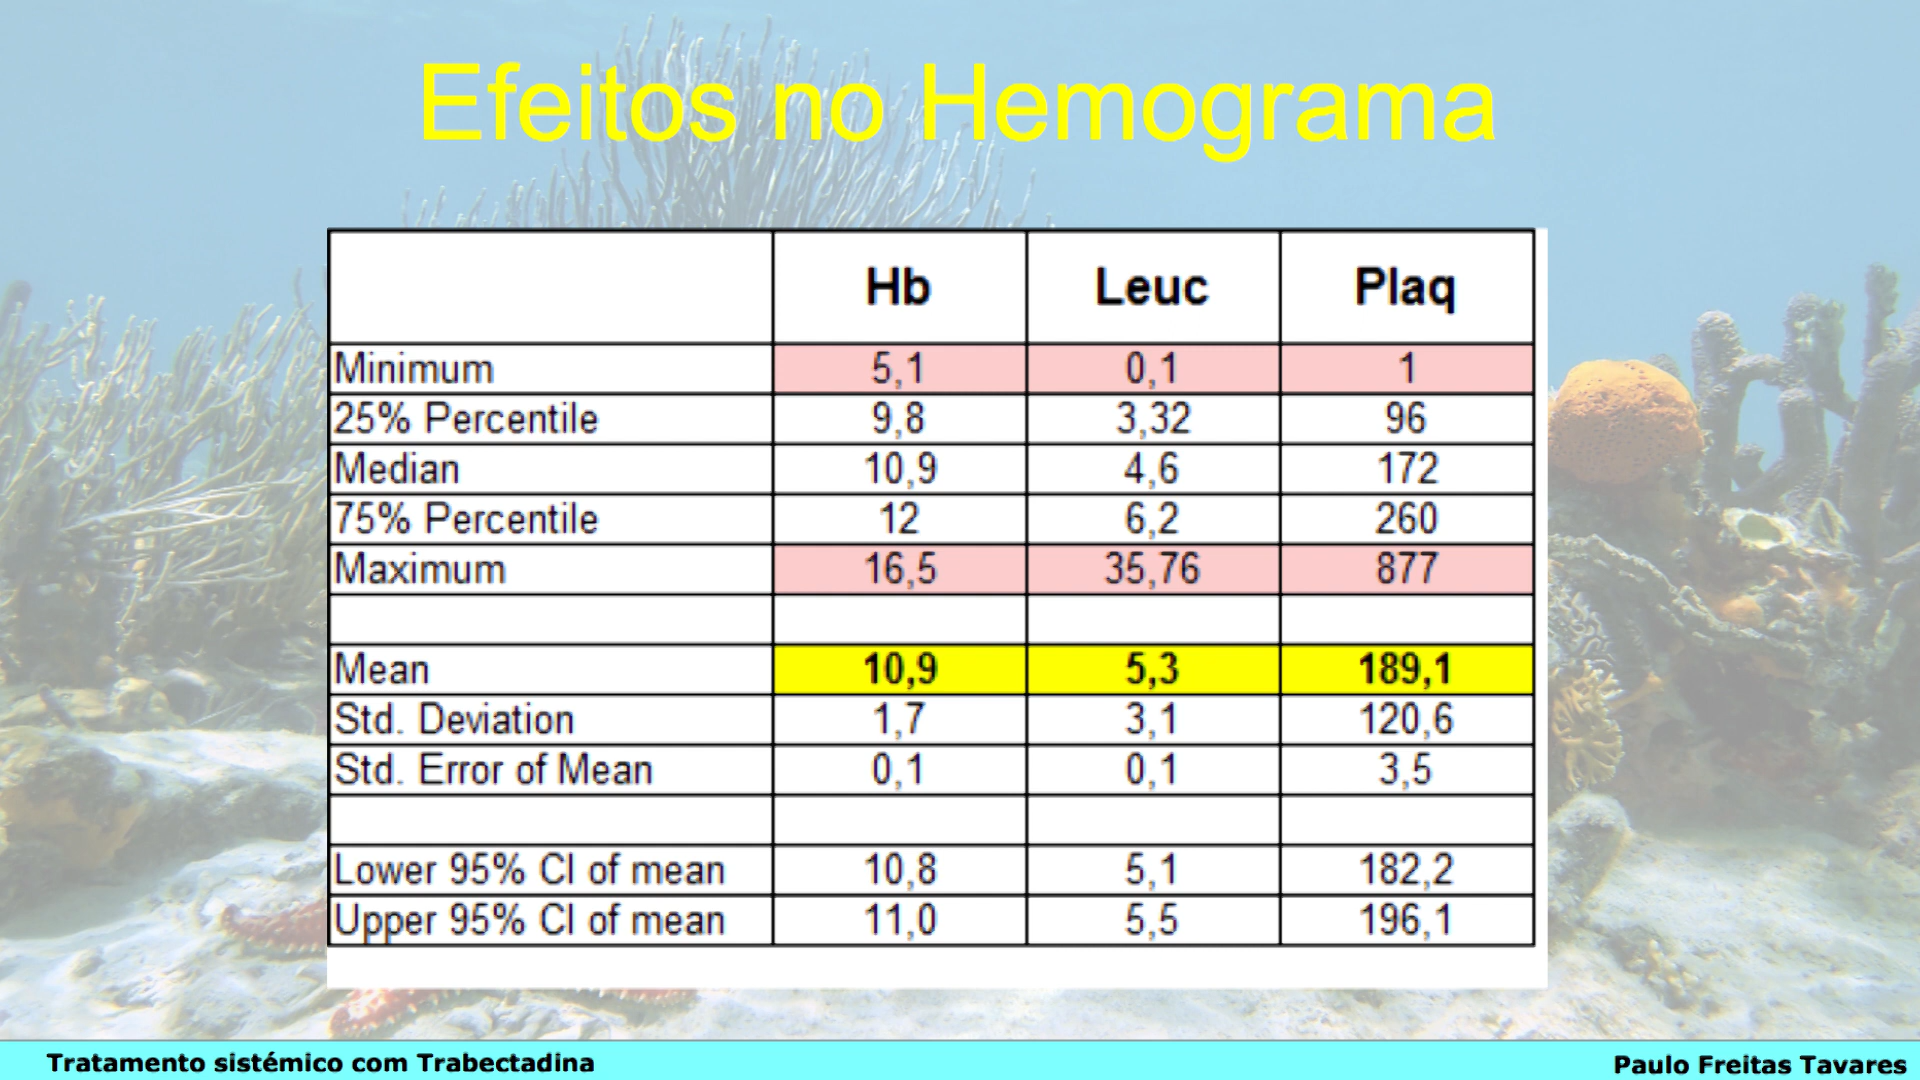 Efeitos no Hemograma
Hb Leuc Plaq
Minimum 5,1 0,1 1
25% Percentile 9,8 3,32 96
Median 10,9 4,6 172
75% Percentile 12 6,2 260
Maximum 16,5 35,76 877
Mean 10,9 5,3 189,1
Std. Deviation 1,7 3,1 120,6
Std. Error of Mean 0,1 0,1 3,5
Lower 95% CI of mean 10,8 5,1 182,2
Upper 95% CI of mean 11,0 5,5 196,1
Tratamento sistémico com Trabectadina
Paulo Freitas Tavares